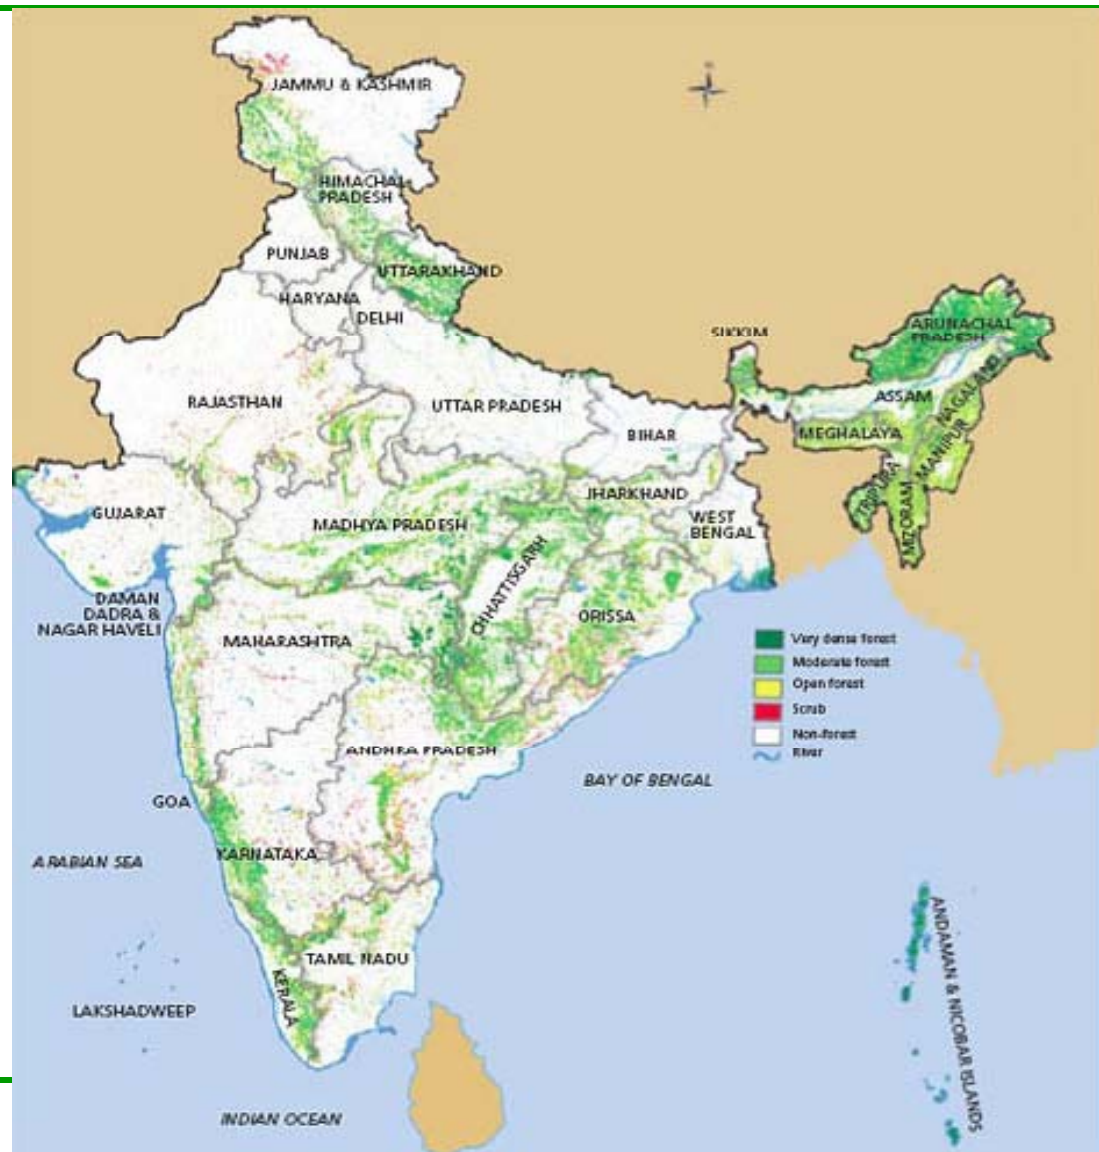 JAMMU & KASHMIR
HIMACHAL
PRADESH
PUNJAB
UTTARAKHAND
HARYANA
DELHI
SIKKIM
ARUNACHAL
PRADESH
RAJASTHAN
UTTAR PRADESH
ASSAM
NAGALAND
BIHAR
MEGHALAYA
MANIPUR
TRIPURA
MIZORAM
JHARKHAND
GUJARAT
MADHYA PRADESH
WEST
BENGAL
CHHATTISGARH
DAMAN
DADRA &
NAGAR HAVELI
MAHARASHTRA
ORISSA
Very dense forest
Moderate forest
Open forest
Scrub
Non-forest
River
ANDHRA PRADESH
BAY OF BENGAL
GOA
KARNATAKA
ARABIAN SEA
ANDAMAN & NICOBAR ISLANDS
TAMIL NADU
KERALA
LAKSHADWEEP
INDIAN OCEAN